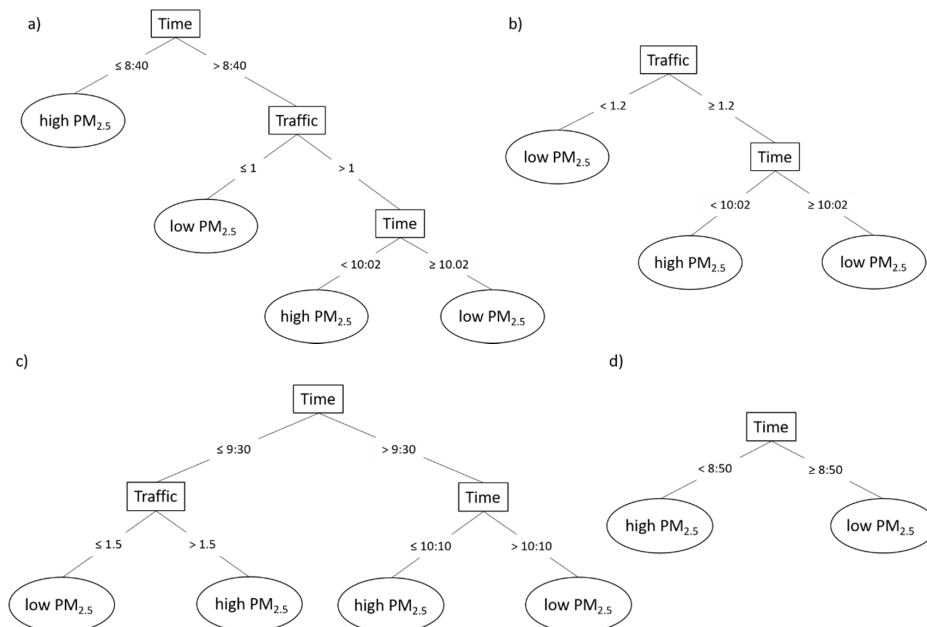 a)
Time
≤ 8:40
> 8:40
high PM2.5
Traffic
≤ 1
> 1
low PM2.5
Time
< 10:02
≥ 10.02
high PM2.5
low PM2.5
b)
Traffic
< 1.2
≥ 1.2
low PM2.5
Time
< 10:02
≥ 10:02
high PM2.5
low PM2.5
c)
Time
≤ 9:30
> 9:30
Traffic
Time
≤ 1.5
> 1.5
≤ 10:10
> 10:10
low PM2.5
high PM2.5
high PM2.5
low PM2.5
d)
Time
< 8:50
≥ 8:50
high PM2.5
low PM2.5